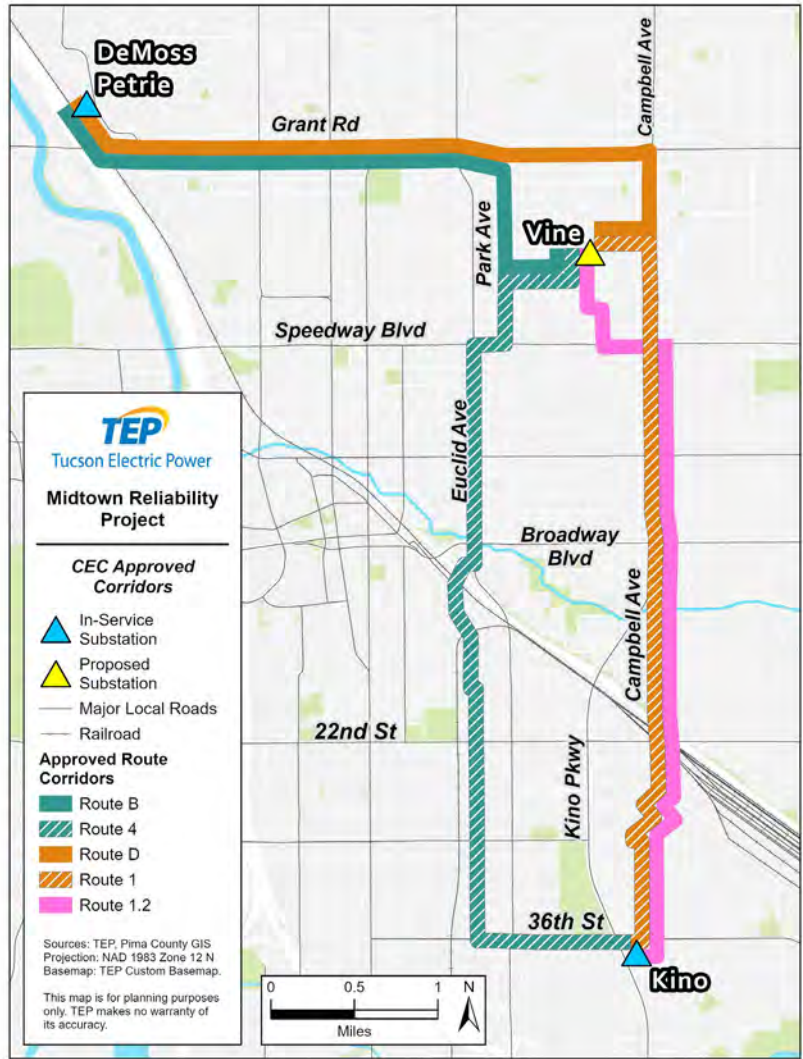 DeMoss
Petrie
Grant Rd
Campbell Ave
Park Ave
Vine
Speedway Blvd
Euclid Ave
Broadway
Blvd
Campbell Ave
22nd St
Kino Pkwy
36th St
Kino
TEP
Tucson Electric Power
Midtown Reliability
Project
CEC Approved
Corridors
In-Service
Substation
Proposed
Substation
Major Local Roads
Railroad
Approved Route
Corridors
Route B
Route 4
Route D
Route 1
Route 1.2
Sources: TEP, Pima County GIS
Projection: NAD 1983 Zone 12 N
Basemap: TEP Custom Basemap.
This map is for planning purposes
only. TEP makes no warranty of
its accuracy.
0 0.5 1
Miles
N